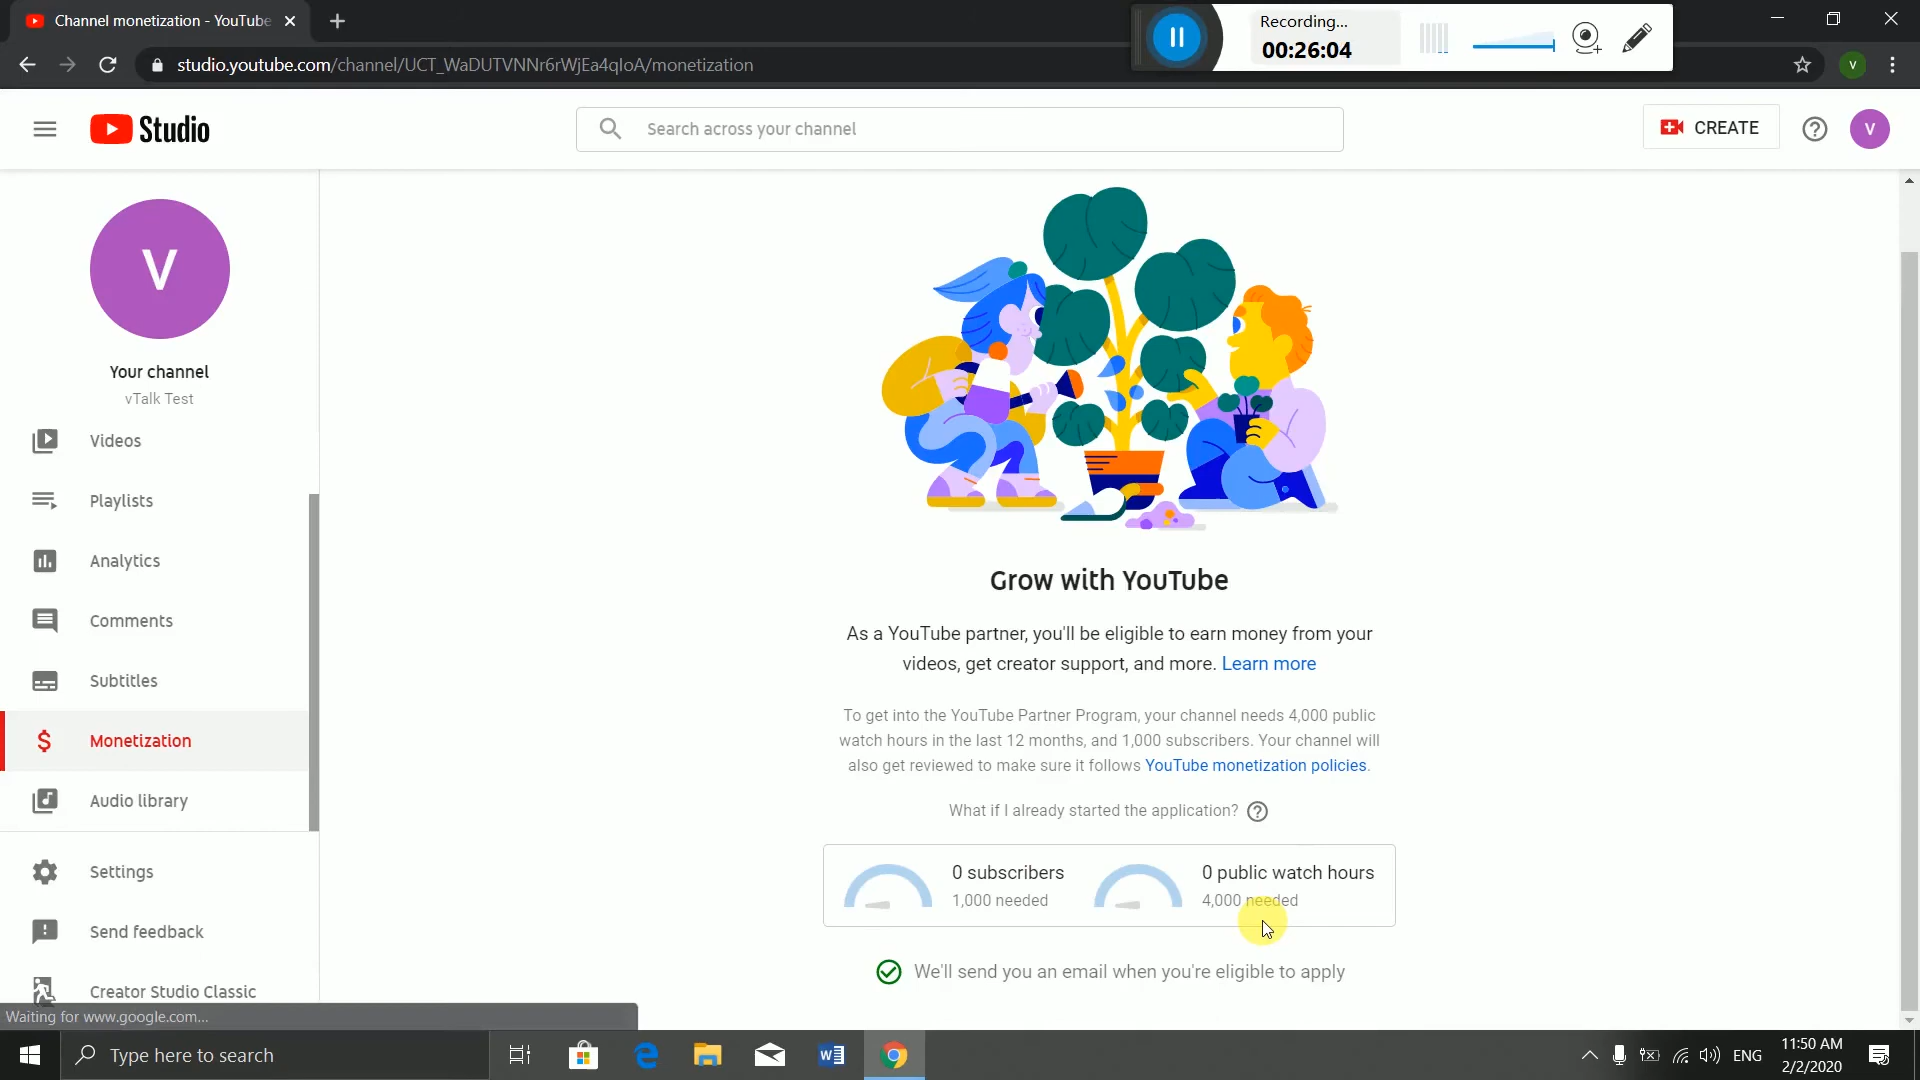 Channel monetization - YouTube
Recording...
00:26:04
studio.youtube.com/channel/UCT_WaDUTVNNr6rWjEa4qIoA/monetization
V
Studio
Search across your channel
CREATE
V
V
Your channel
vTalk Test
Videos
Playlists
Analytics
Comments
Subtitles
Monetization
Audio library
Settings
Send feedback
Creator Studio Classic
Grow with YouTube
As a YouTube partner, you'll be eligible to earn money from your
videos, get creator support, and more. Learn more
To get into the YouTube Partner Program, your channel needs 4,000 public
watch hours in the last 12 months, and 1,000 subscribers. Your channel will
also get reviewed to make sure it follows YouTube monetization policies.
What if I already started the application?
0 subscribers
1,000 needed
0 public watch hours
4,000 needed
We'll send you an email when you're eligible to apply
Waiting for www.google.com...
Type here to search
ENG
11:50 AM
2/2/2020